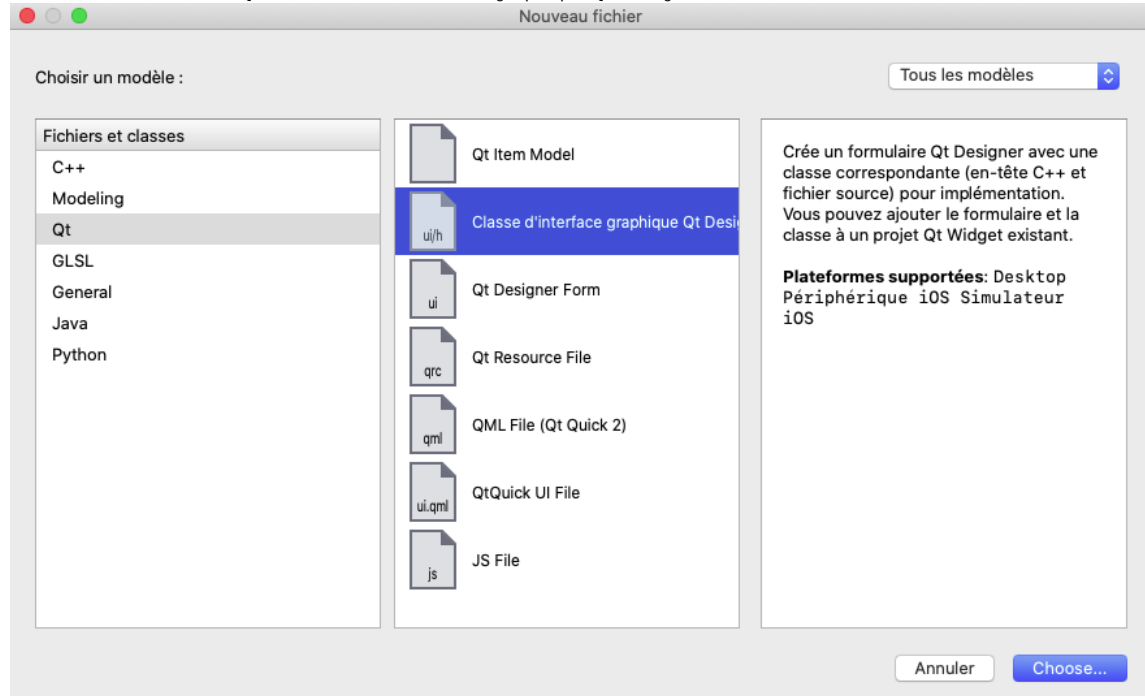 Nouveau fichier
Choisir un modèle :
Tous les modèles
Fichiers et classes
C++
Modeling
Qt
GLSL
General
Java
Python
Qt Item Model
ui/h
Classe d'interface graphique Qt Desi
ui
Qt Designer Form
qrc
Qt Resource File
qml
QML File (Qt Quick 2)
ui.qml
QtQuick UI File
js
JS File
Crée un formulaire Qt Designer avec une
classe correspondante (en-tête C++ et
fichier source) pour implémentation.
Vous pouvez ajouter le formulaire et la
classe à un projet Qt Widget existant.
Plateformes supportées: Desktop
Périphérique iOS Simulateur
iOS
Annuler
Choose...